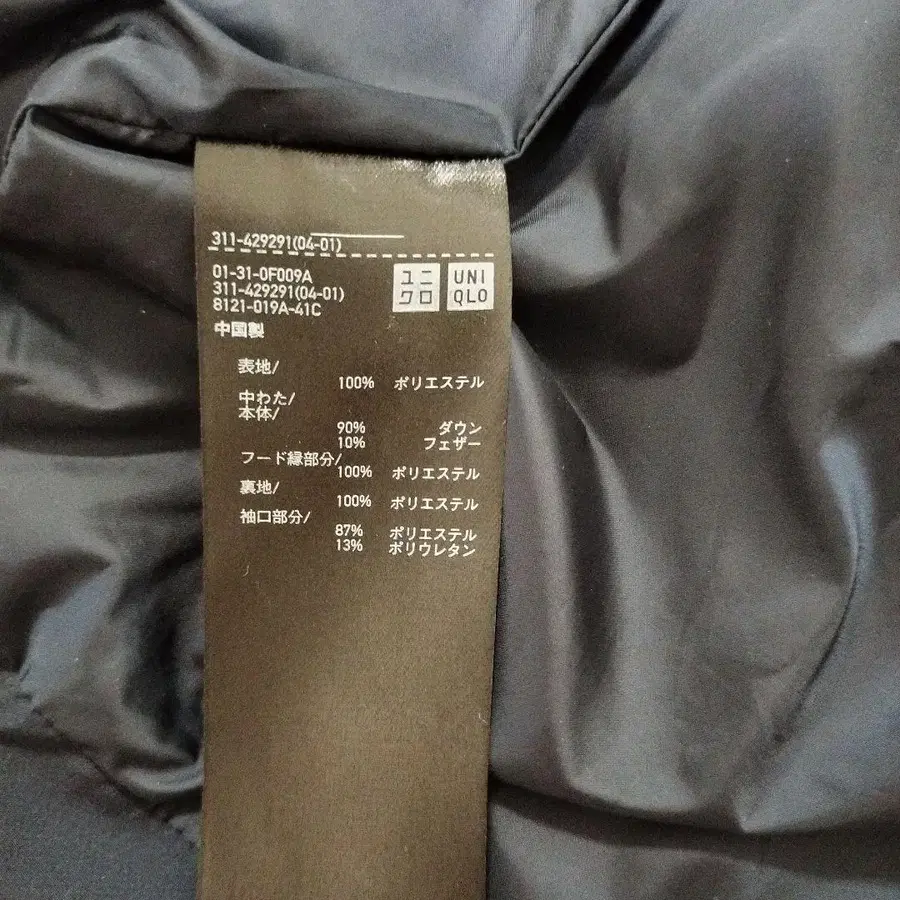 311-429291(04-01)
01-31-0F009A
311-429291(04-01)
8121-019A-41C
ユニクロ
UNIQLO
中国製
表地/
100% ポリエステル
中わた/
本体/
90% ダウン
10% フェザー
フード縁部分/
100% ポリエステル
裏地/
100% ポリエステル
袖口部分/
87% ポリエステル
13% ポリウレタン